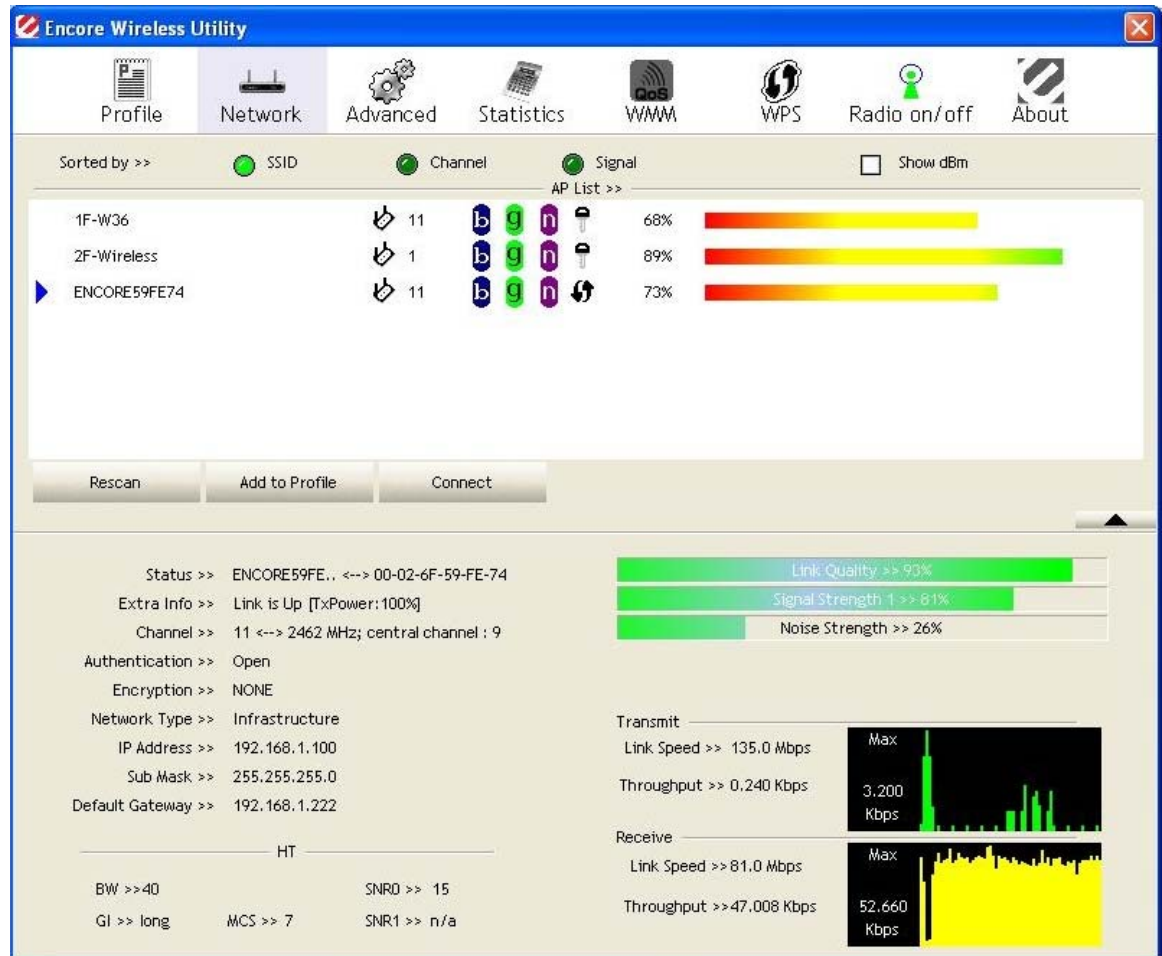 Encore Wireless Utility
Profile Network Advanced Statistics QoS WMM WPS Radio on/off About
Sorted by >> SSID Channel Signal Show dBm
AP List >>
1F-W36 11 b g n 68%
2F-Wireless 1 b g n 89%
ENCORE59FE74 11 b g n 73%
Rescan Add to Profile Connect
Status >> ENCORE59FE.. <--> 00-02-6F-59-FE-74
Extra Info >> Link is Up [TxPower:100%]
Channel >> 11 <--> 2462 MHz; central channel : 9
Authentication >> Open
Encryption >> NONE
Network Type >> Infrastructure
IP Address >> 192.168.1.100
Sub Mask >> 255.255.255.0
Default Gateway >> 192.168.1.222
HT
BW >>40 SNR0 >> 15
GI >> long MCS >> 7 SNR1 >> n/a
Link Quality >> 93%
Signal Strength 1 >> 81%
Noise Strength >> 26%
Transmit
Link Speed >> 135.0 Mbps
Throughput >> 0.240 Kbps
Max
3.200
Kbps
Receive
Link Speed >>81.0 Mbps
Throughput >>47.008 Kbps
Max
52.660
Kbps